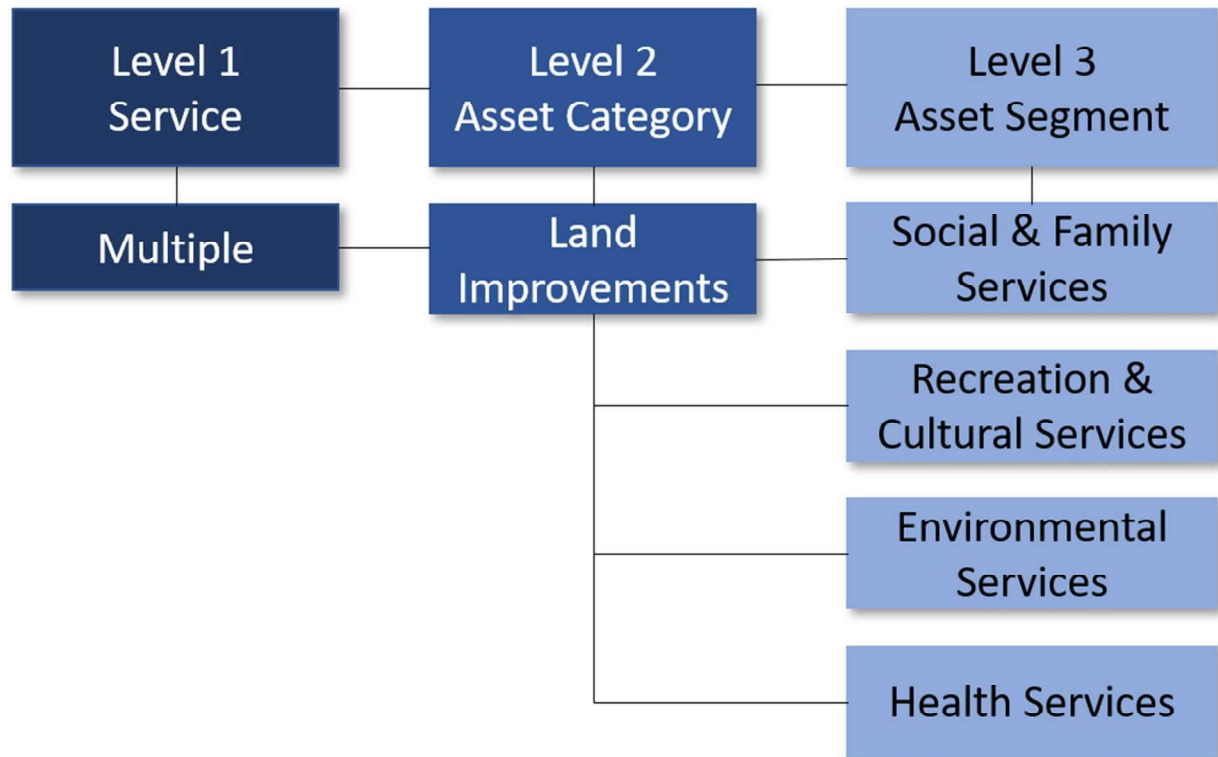 Level 1
Service
Level 2
Asset Category
Level 3
Asset Segment
Multiple
Land
Improvements
Social & Family
Services
Recreation &
Cultural Services
Environmental
Services
Health Services